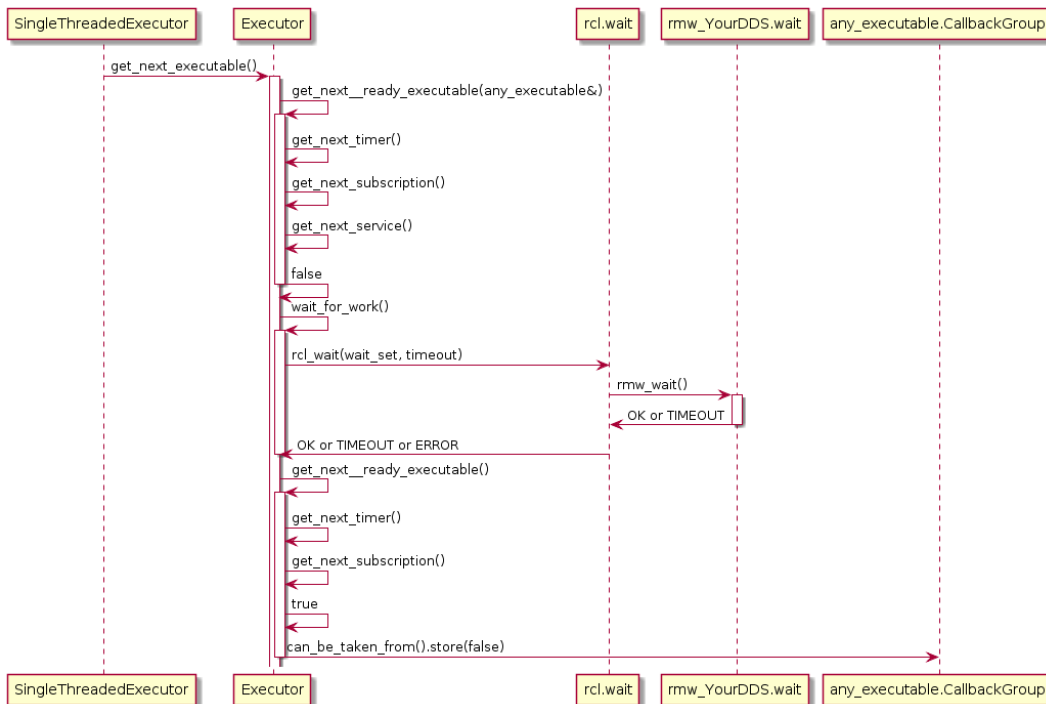 SingleThreadedExecutor
Executor
rcl.wait
rmw_YourDDS.wait
any_executable.CallbackGroup
get_next_executable()
get_next__ready_executable(any_executable&)
get_next_timer()
get_next_subscription()
get_next_service()
false
wait_for_work()
rcl_wait(wait_set, timeout)
rmw_wait()
OK or TIMEOUT
OK or TIMEOUT or ERROR
get_next__ready_executable()
get_next_timer()
get_next_subscription()
true
can_be_taken_from().store(false)
SingleThreadedExecutor
Executor
rcl.wait
rmw_YourDDS.wait
any_executable.CallbackGroup